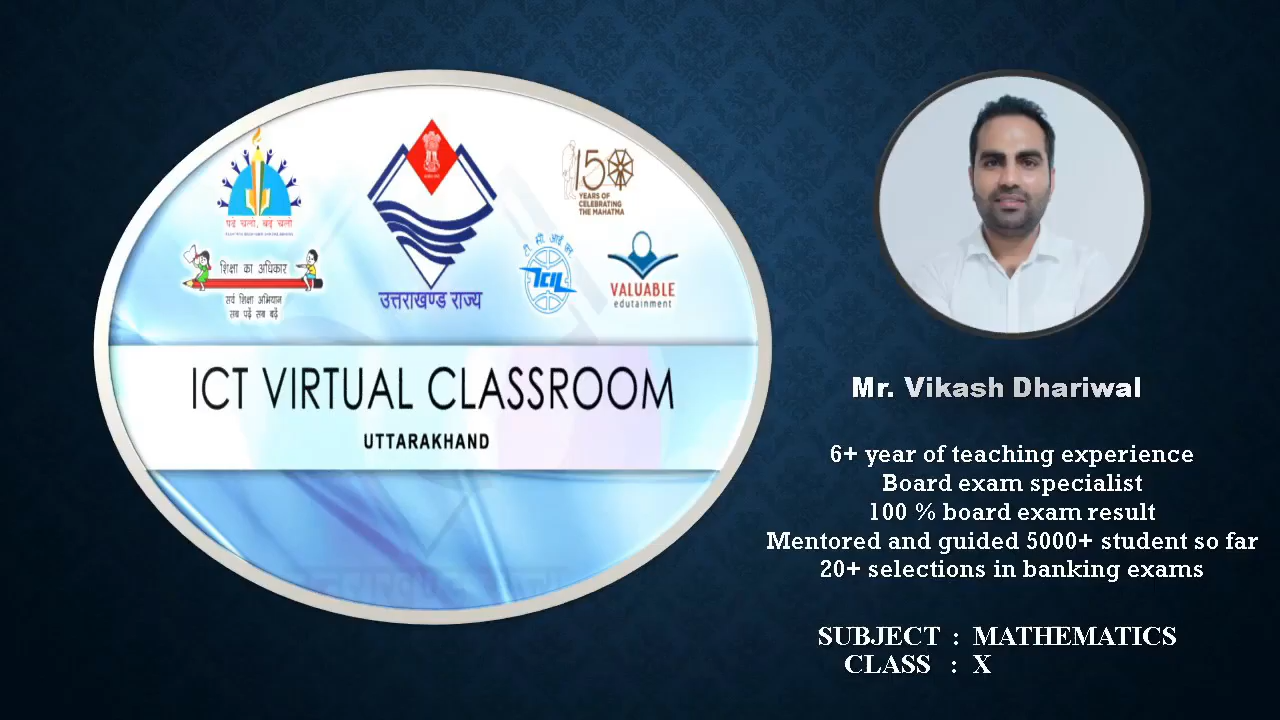 पढ़े चलो, बढ़े चलो
शिक्षा का अधिकार
सर्व शिक्षा अभियान
सब पढ़ें सब बढ़ें
उत्तराखण्ड राज्य
150
YEARS OF
CELEBRATING
THE MAHATMA
टी सी आई एल
TCIL
VALUABLE
edutainment
ICT VIRTUAL CLASSROOM
UTTARAKHAND
Mr. Vikash Dhariwal
6+ year of teaching experience
Board exam specialist
100 % board exam result
Mentored and guided 5000+ student so far
20+ selections in banking exams
SUBJECT : MATHEMATICS
CLASS : X